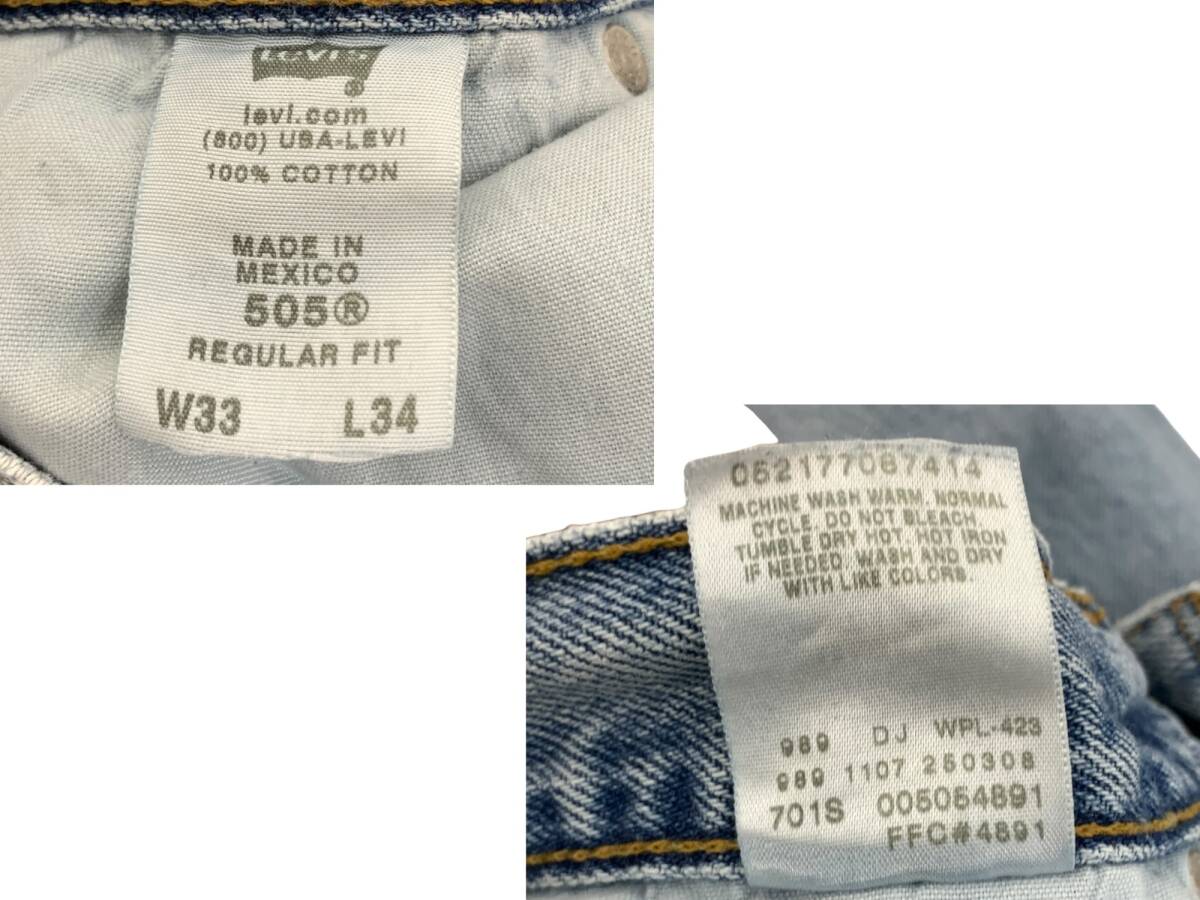 LEVI'S
®
levi.com
(800) USA-LEVI
100% COTTON
MADE IN
MEXICO
505®
REGULAR FIT
W33 L34
052177087414
MACHINE WASH WARM. NORMAL
CYCLE. DO NOT BLEACH.
TUMBLE DRY HOT. HOT IRON
IF NEEDED. WASH AND DRY
WITH LIKE COLORS.
989 DJ WPL-423
989 1107 250308
701S 005054891
FFC#4891